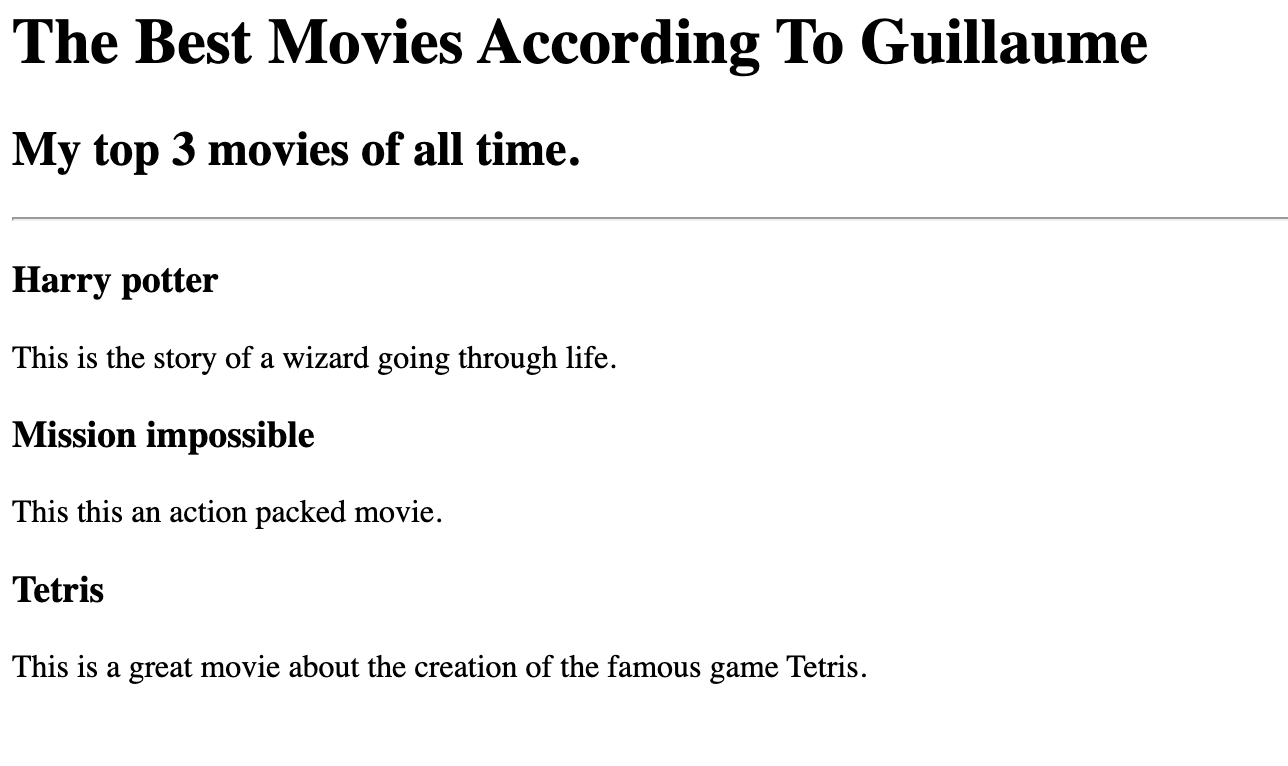 The Best Movies According To Guillaume
My top 3 movies of all time.
Harry potter
This is the story of a wizard going through life.
Mission impossible
This this an action packed movie.
Tetris
This is a great movie about the creation of the famous game Tetris.